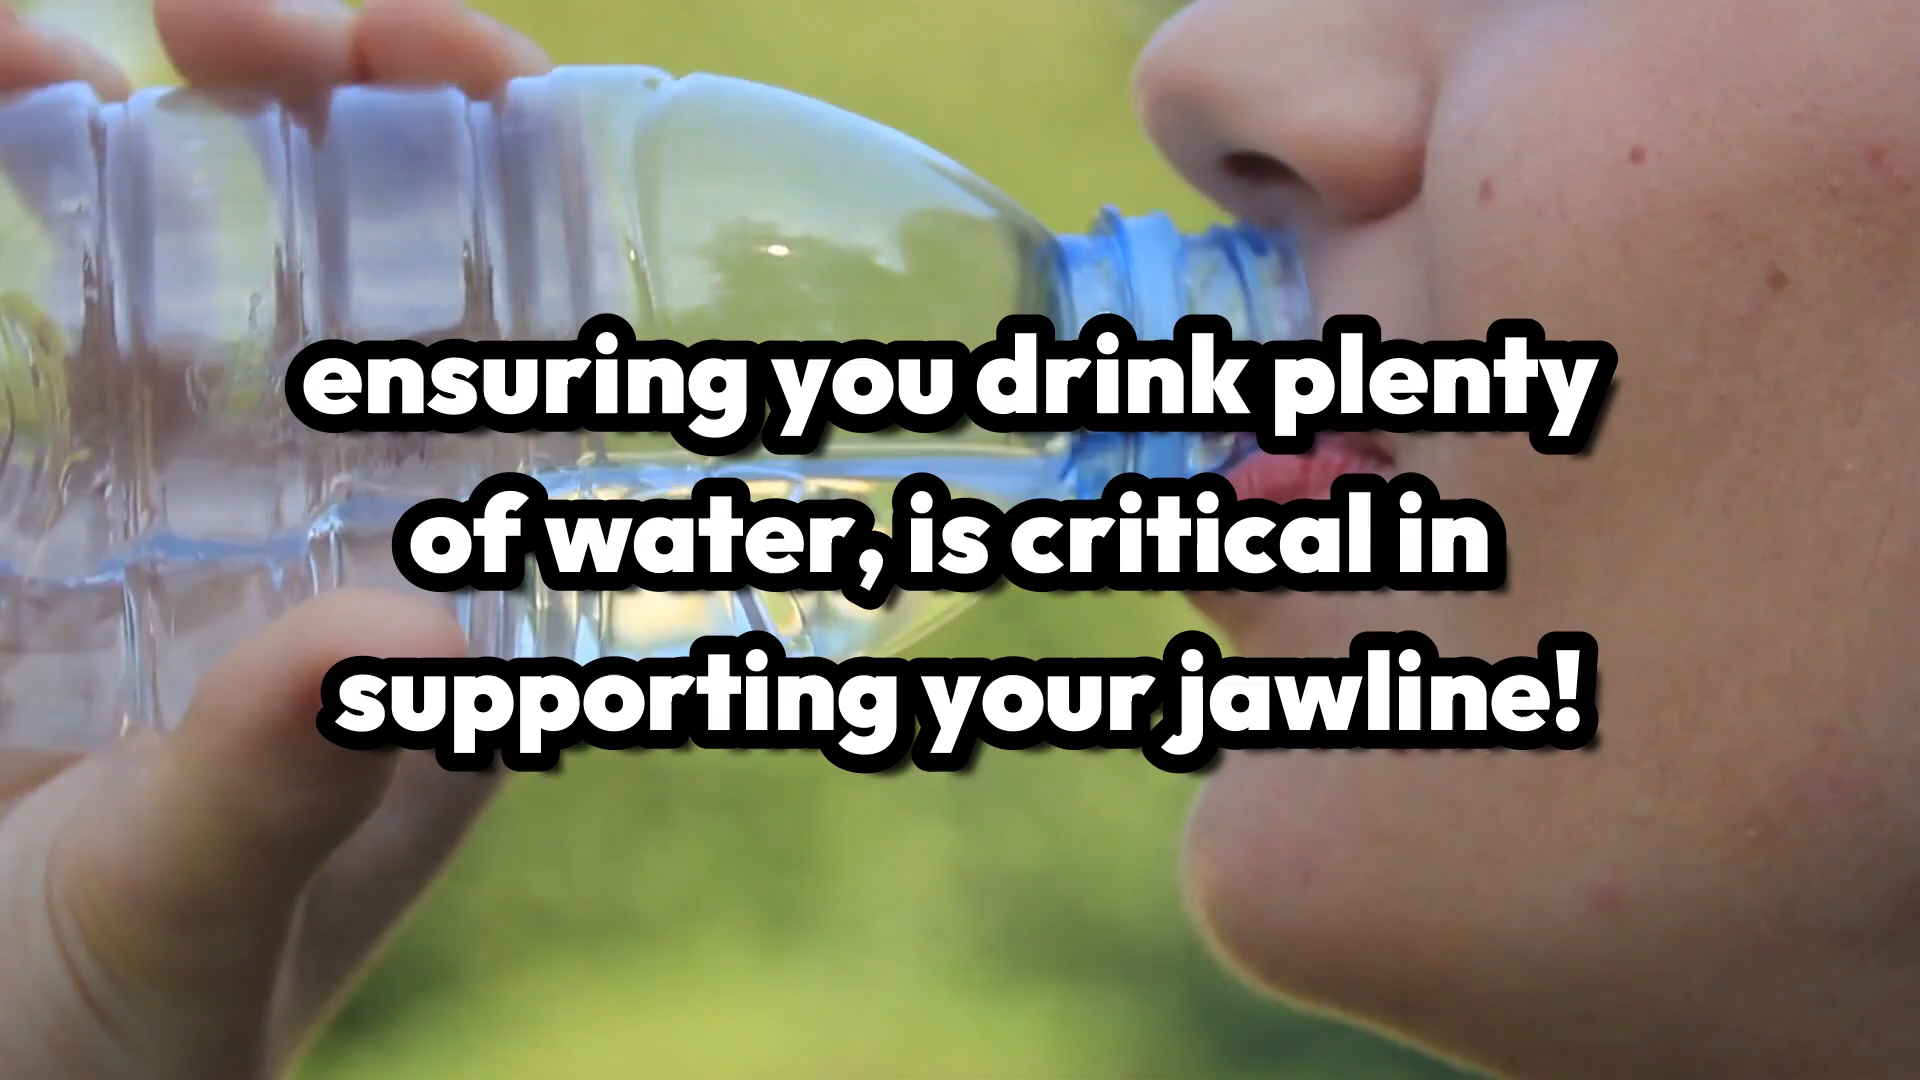 ensuring you drink plenty
of water, is critical in
supporting your jawline!